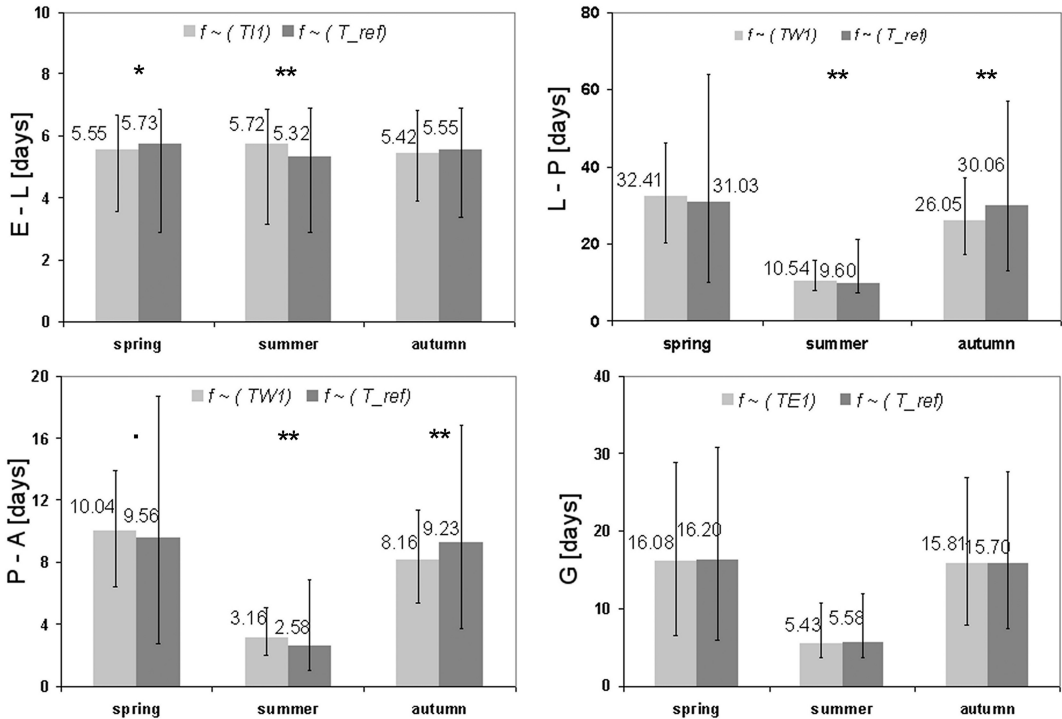 10
8
6
4
2
0
E - L [days]
f ~ ( TI1) f ~ ( T_ref)
* **
5.55 5.73 5.72 5.32 5.42 5.55
spring summer autumn
80
60
40
20
0
L - P [days]
f ~ ( TW1) f ~ ( T_ref)
** **
32.41 31.03 10.54 9.60 26.05 30.06
spring summer autumn
20
16
12
8
4
0
P - A [days]
f ~ ( TW1) f ~ ( T_ref)
. ** **
10.04 9.56 3.16 2.58 8.16 9.23
spring summer autumn
40
30
20
10
0
G [days]
f ~ ( TE1) f ~ ( T_ref)
16.08 16.20 5.43 5.58 15.81 15.70
spring summer autumn